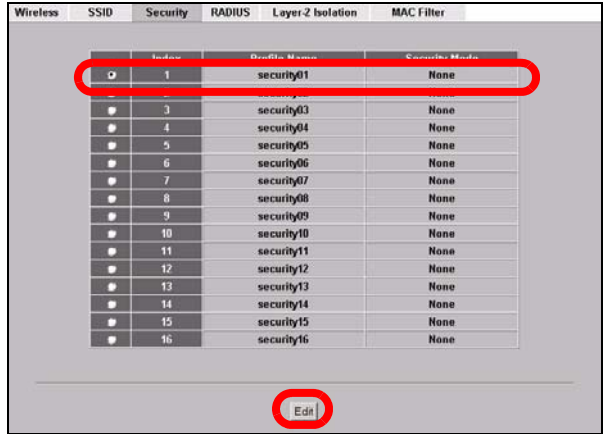 Wireless SSID Security RADIUS Layer-2 Isolation MAC Filter
Index Profile Name Security Mode
1 security01 None
3 security03 None
4 security04 None
5 security05 None
6 security06 None
7 security07 None
8 security08 None
9 security09 None
10 security10 None
11 security11 None
12 security12 None
13 security13 None
14 security14 None
15 security15 None
16 security16 None
Edit